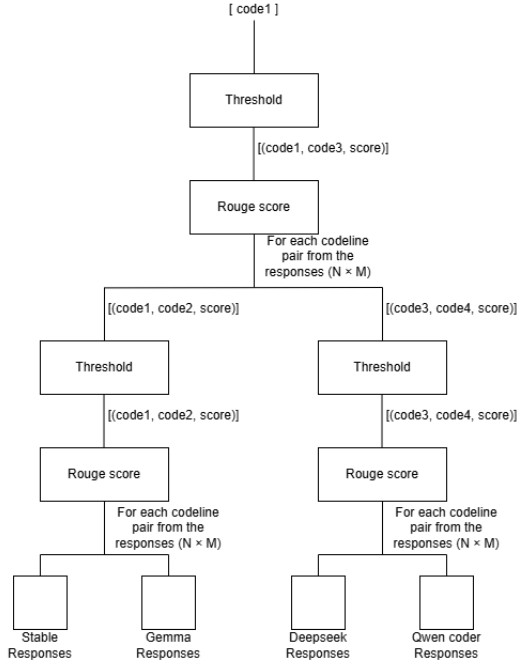 [ code1 ]
Threshold
[(code1, code3, score)]
Rouge score
For each codeline
pair from the
responses (N × M)
[(code1, code2, score)]
[(code3, code4, score)]
Threshold
Threshold
[(code1, code2, score)]
[(code3, code4, score)]
Rouge score
Rouge score
For each codeline
pair from the
responses (N × M)
For each codeline
pair from the
responses (N × M)
Stable
Responses
Gemma
Responses
Deepseek
Responses
Qwen coder
Responses